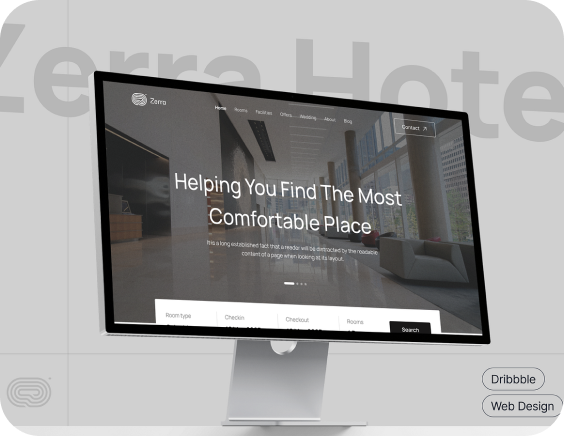 Zerra Hote
Zerra
Home Rooms Facilities Offers Wedding About Blog
Contact
Helping You Find The Most
Comfortable Place
It is a long established fact that a reader will be distracted by the readable
content of a page when looking at its layout.
Room type Checkin Checkout Rooms
Search
Dribbble
Web Design